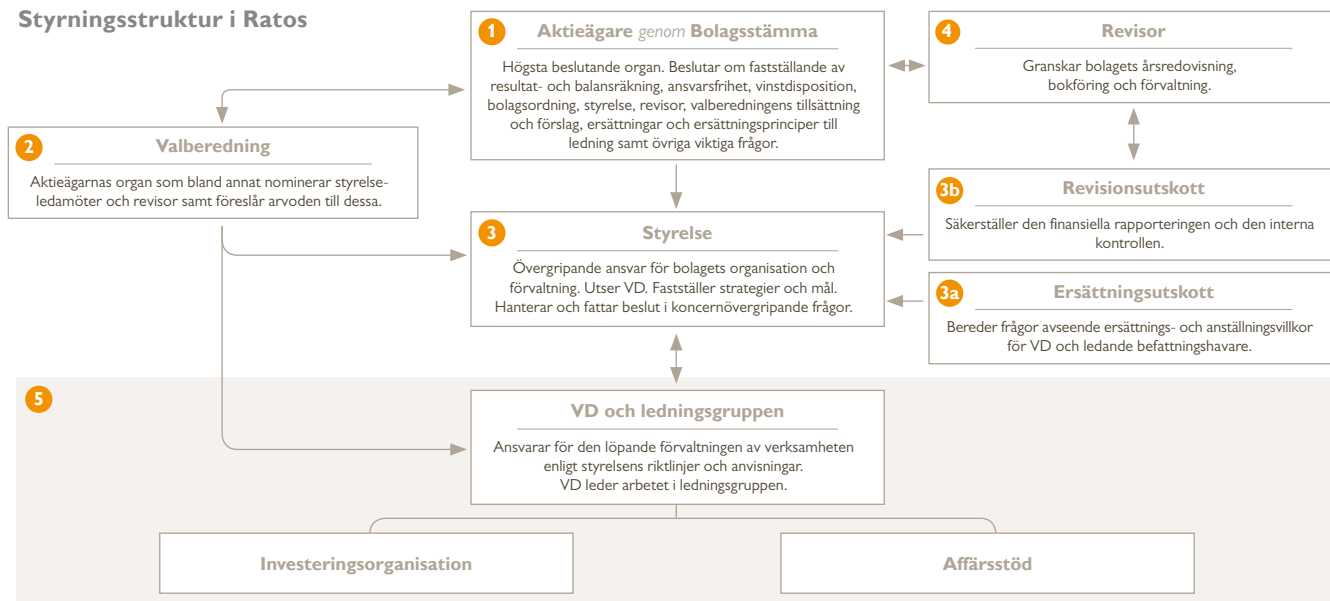 Styrningsstruktur i Ratos
1
Aktieägare genom Bolagsstämma
Högsta beslutande organ. Beslutar om fastställande av
resultat- och balansräkning, ansvarsfrihet, vinstdisposition,
bolagsordning, styrelse, revisor, valberedningens tillsättning
och förslag, ersättningar och ersättningsprinciper till
ledning samt övriga viktiga frågor.
4
Revisor
Granskar bolagets årsredovisning,
bokföring och förvaltning.
2
Valberedning
Aktieägarnas organ som bland annat nominerar styrelse-
ledamöter och revisor samt föreslår arvoden till dessa.
3b
Revisionsutskott
Säkerställer den finansiella rapporteringen och den interna
kontrollen.
3
Styrelse
Övergripande ansvar för bolagets organisation och
förvaltning. Utser VD. Fastställer strategier och mål.
Hanterar och fattar beslut i koncernövergripande frågor.
3a
Ersättningsutskott
Bereder frågor avseende ersättnings- och anställningsvillkor
för VD och ledande befattningshavare.
5
VD och ledningsgruppen
Ansvarar för den löpande förvaltningen av verksamheten
enligt styrelsens riktlinjer och anvisningar.
VD leder arbetet i ledningsgruppen.
Investeringsorganisation
Affärsstöd